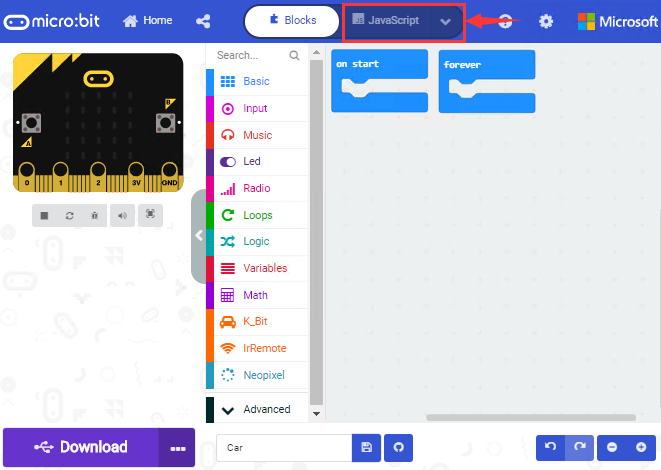 micro:bit Home Blocks JS JavaScript Microsoft
Search...
on start forever
Basic
Input
Music
Led
Radio
Loops
Logic
Variables
Math
K_Bit
IrRemote
Neopixel
Advanced
B
A
0 1 2 3V GND
Download ... Car